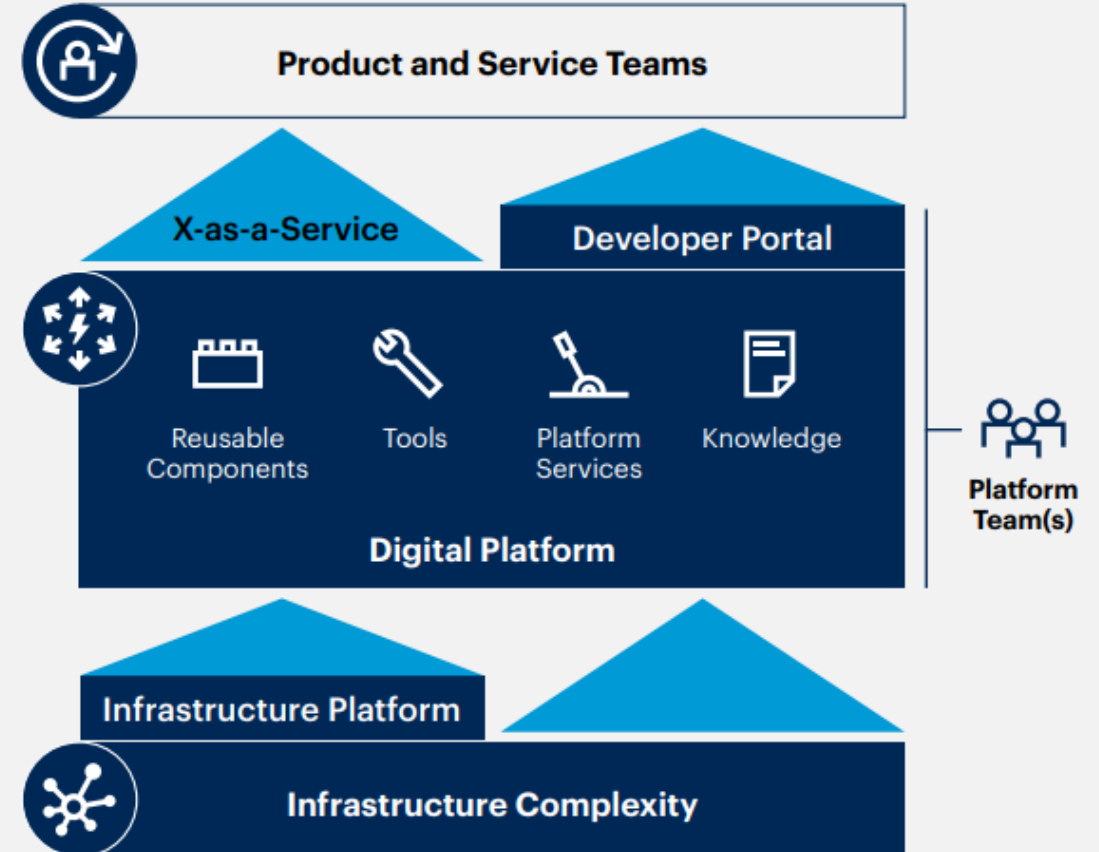 Product and Service Teams
X-as-a-Service
Developer Portal
Reusable
Components
Tools
Platform
Services
Knowledge
Platform
Team(s)
Digital Platform
Infrastructure Platform
Infrastructure Complexity